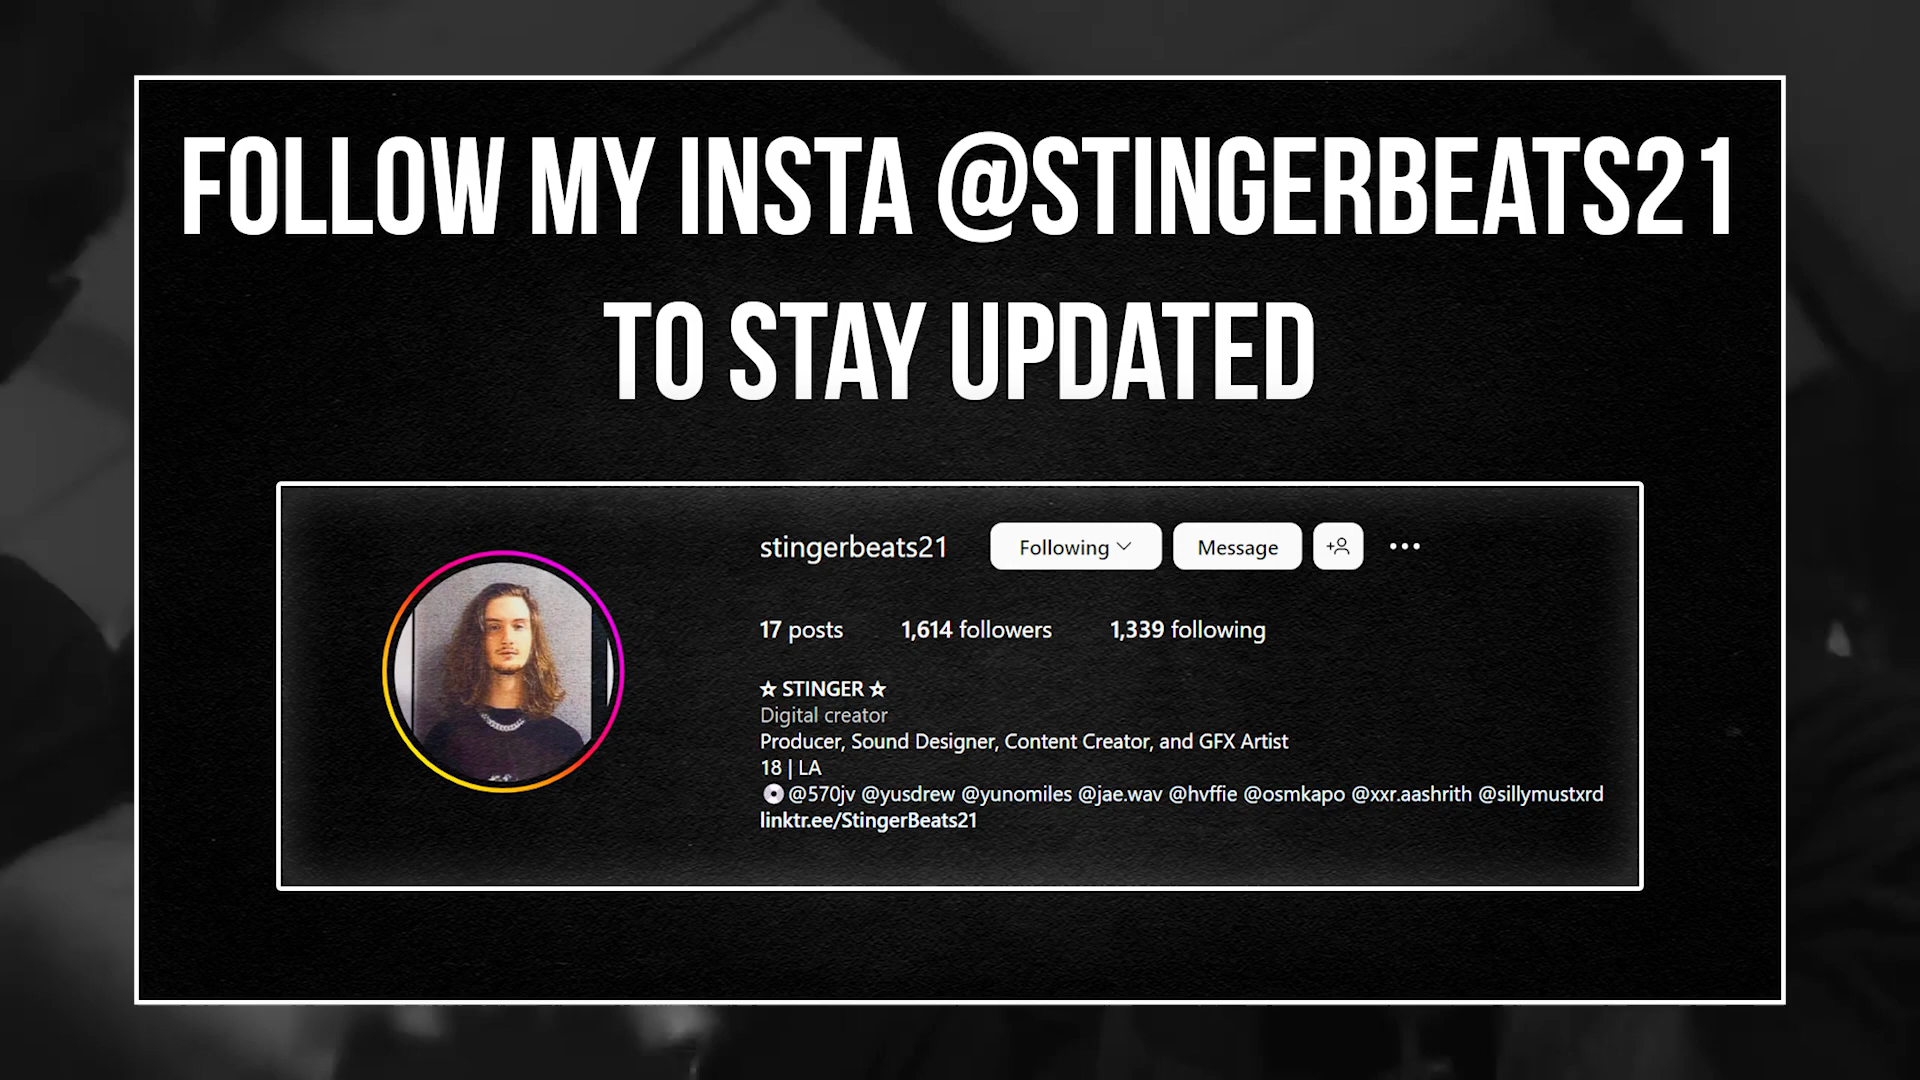 FOLLOW MY INSTA @STINGERBEATS21
TO STAY UPDATED
stingerbeats21 Following Message
17 posts 1,614 followers 1,339 following
☆ STINGER ☆
Digital creator
Producer, Sound Designer, Content Creator, and GFX Artist
18 | LA
@570jv @yusdrew @yunomiles @jae.wav @hvffie @osmkapo @xxr.aashrith @sillymustxrd
linktr.ee/StingerBeats21